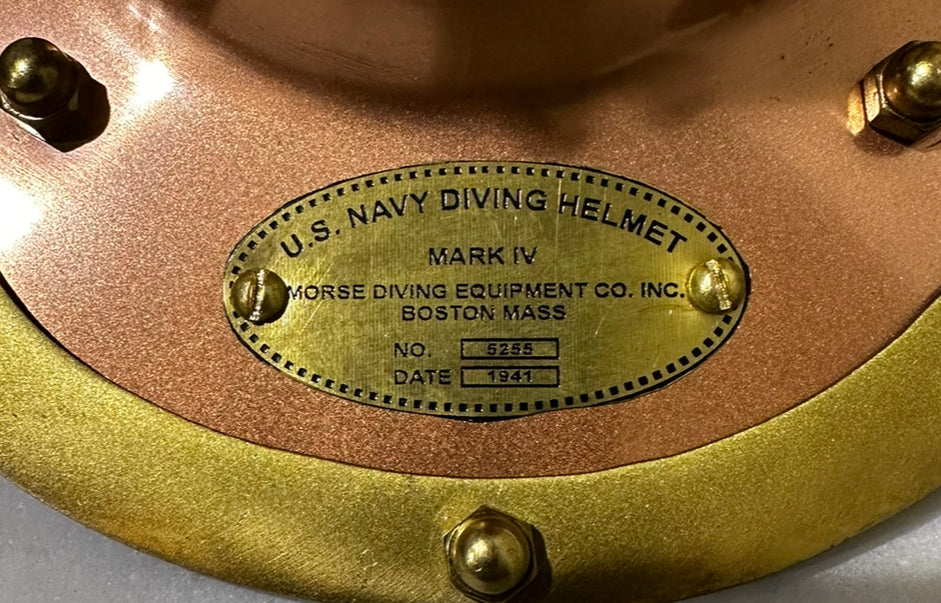 U.S. NAVY DIVING HELMET
MARK IV
MORSE DIVING EQUIPMENT CO. INC.
BOSTON MASS
NO. 5255
DATE 1941